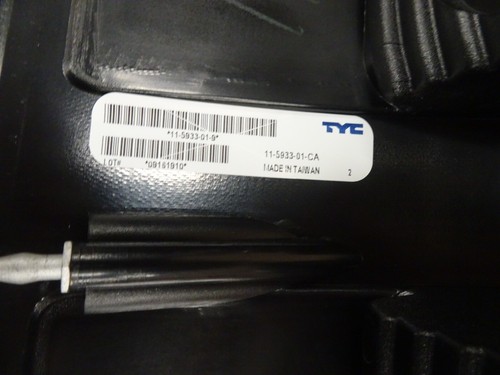 TYC
*11-5933-01-9*
11-5933-01-CA
LOT# *09161910*
MADE IN TAIWAN 2